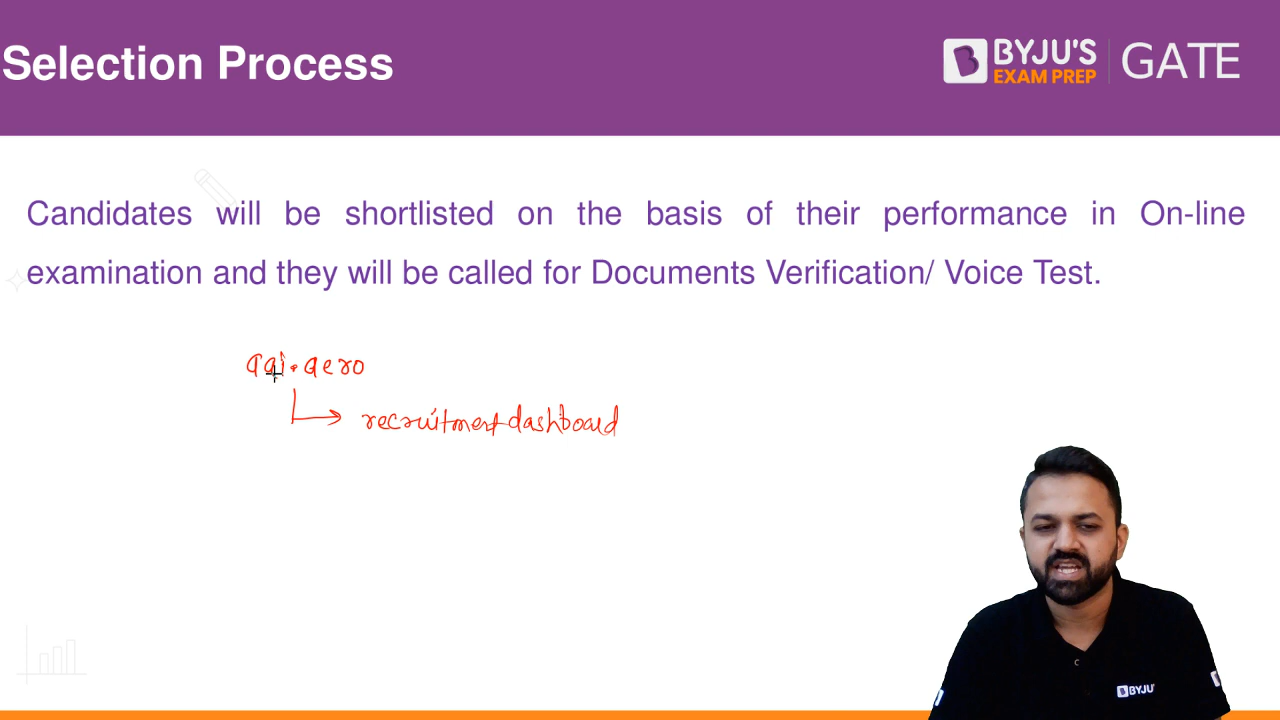 Selection Process
BYJU'S
EXAM PREP
GATE
Candidates will be shortlisted on the basis of their performance in On-line
examination and they will be called for Documents Verification/ Voice Test.
aai.aero
recruitment dashboard
BYJU'S